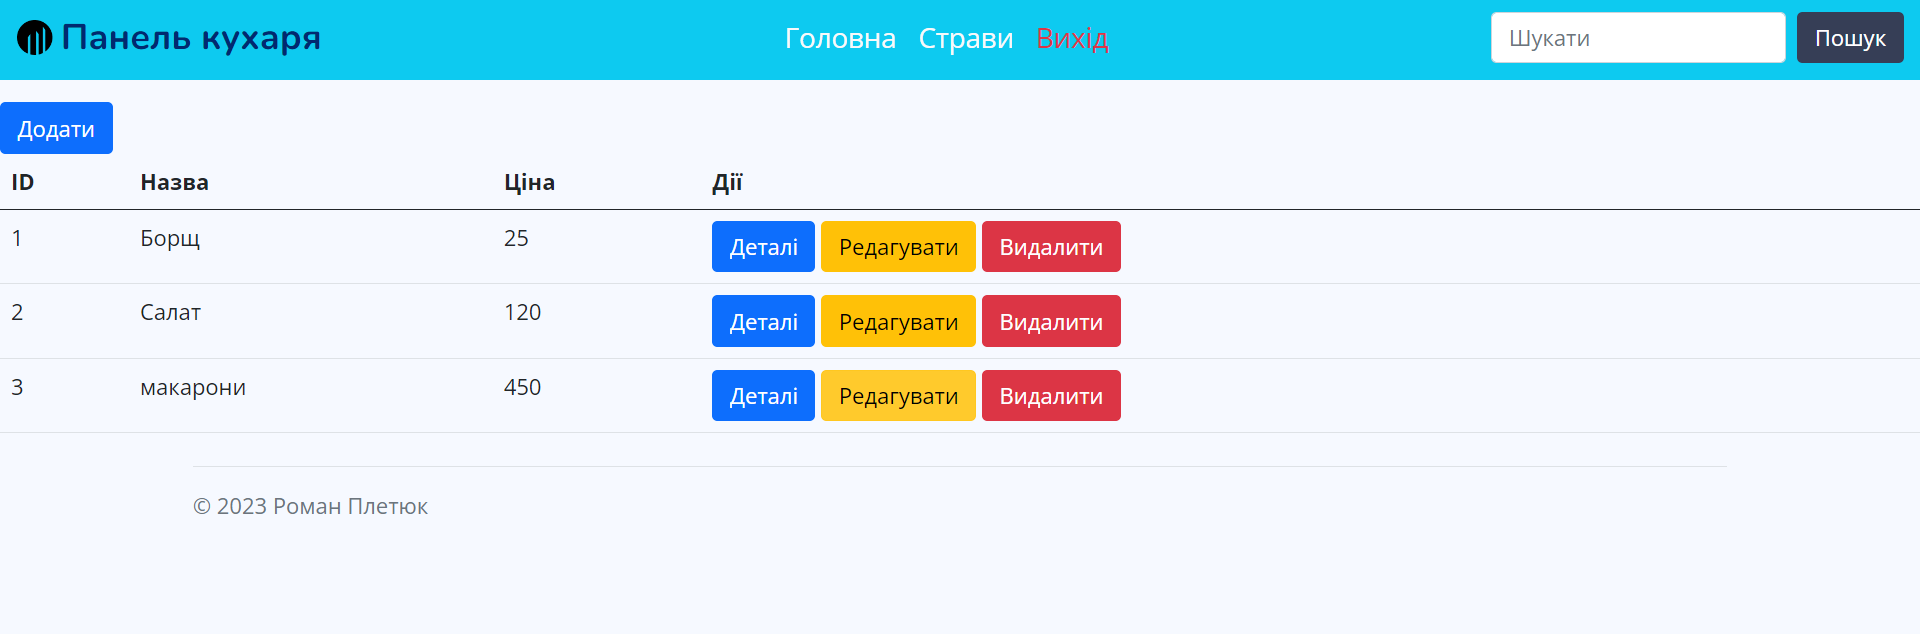 Панель кухаря Головна Страви Вихід Шукати Пошук
Додати
ID Назва Ціна Дії
1 Борщ 25 Деталі Редагувати Видалити
2 Салат 120 Деталі Редагувати Видалити
3 макарони 450 Деталі Редагувати Видалити
© 2023 Роман Плетюк